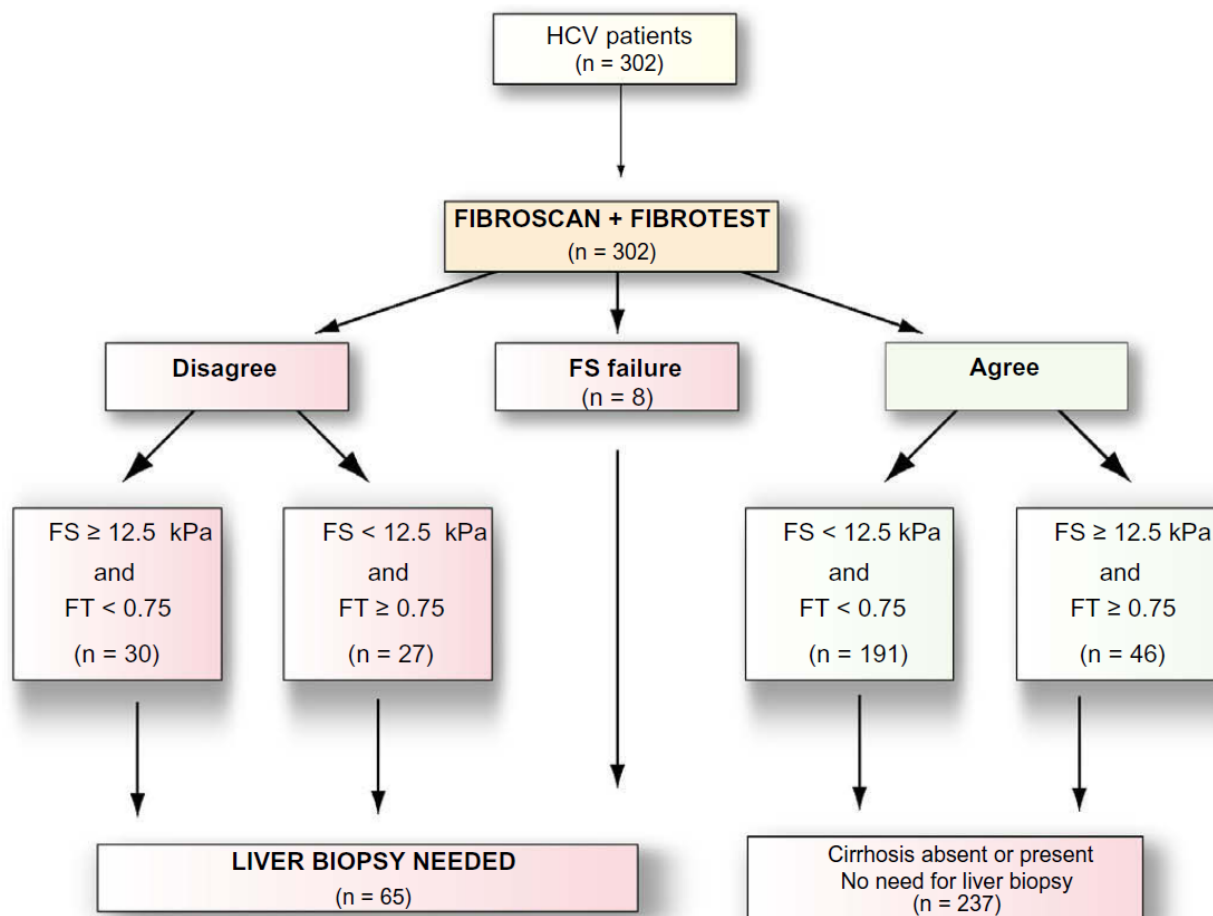 HCV patients
(n = 302)
FIBROSCAN + FIBROTEST
(n = 302)
Disagree
FS failure
(n = 8)
Agree
FS ≥ 12.5 kPa
and
FT < 0.75
(n = 30)
FS < 12.5 kPa
and
FT ≥ 0.75
(n = 27)
FS < 12.5 kPa
and
FT < 0.75
(n = 191)
FS ≥ 12.5 kPa
and
FT ≥ 0.75
(n = 46)
LIVER BIOPSY NEEDED
(n = 65)
Cirrhosis absent or present
No need for liver biopsy
(n = 237)